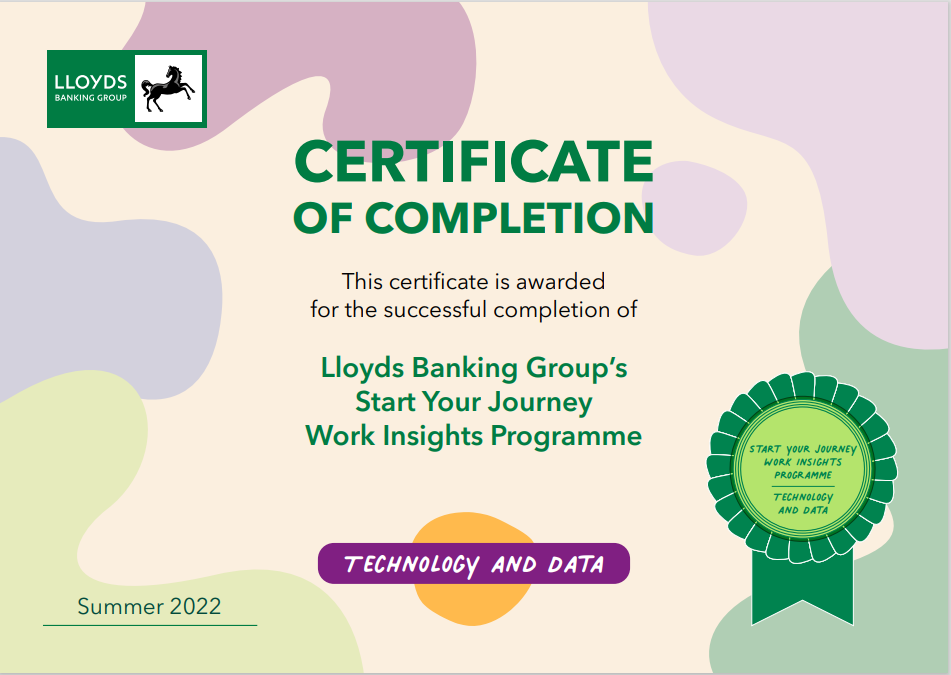 LLOYDS
BANKING GROUP
CERTIFICATE
OF COMPLETION
This certificate is awarded
for the successful completion of
Lloyds Banking Group’s
Start Your Journey
Work Insights Programme
START YOUR JOURNEY
WORK INSIGHTS
PROGRAMME
TECHNOLOGY
AND DATA
TECHNOLOGY AND DATA
Summer 2022